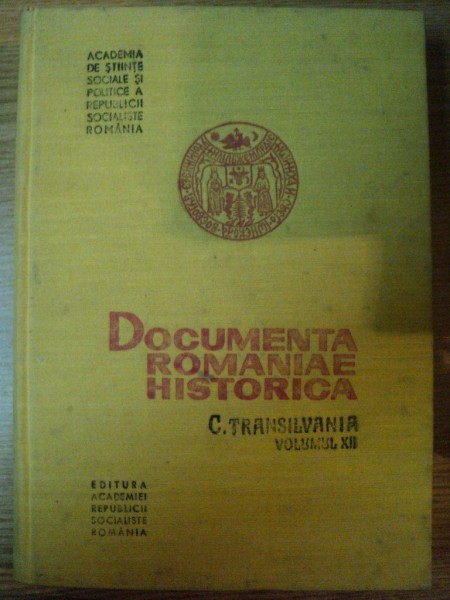 ACADEMIA
DE ȘTIINȚE
SOCIALE ȘI
POLITICE A
REPUBLICII
SOCIALISTE
ROMÂNIA
DOCUMENTA
ROMANIAE
HISTORICA
C. TRANSILVANIA
VOLUMUL XII
EDITURA
ACADEMIEI
REPUBLICII
SOCIALISTE
ROMÂNIA